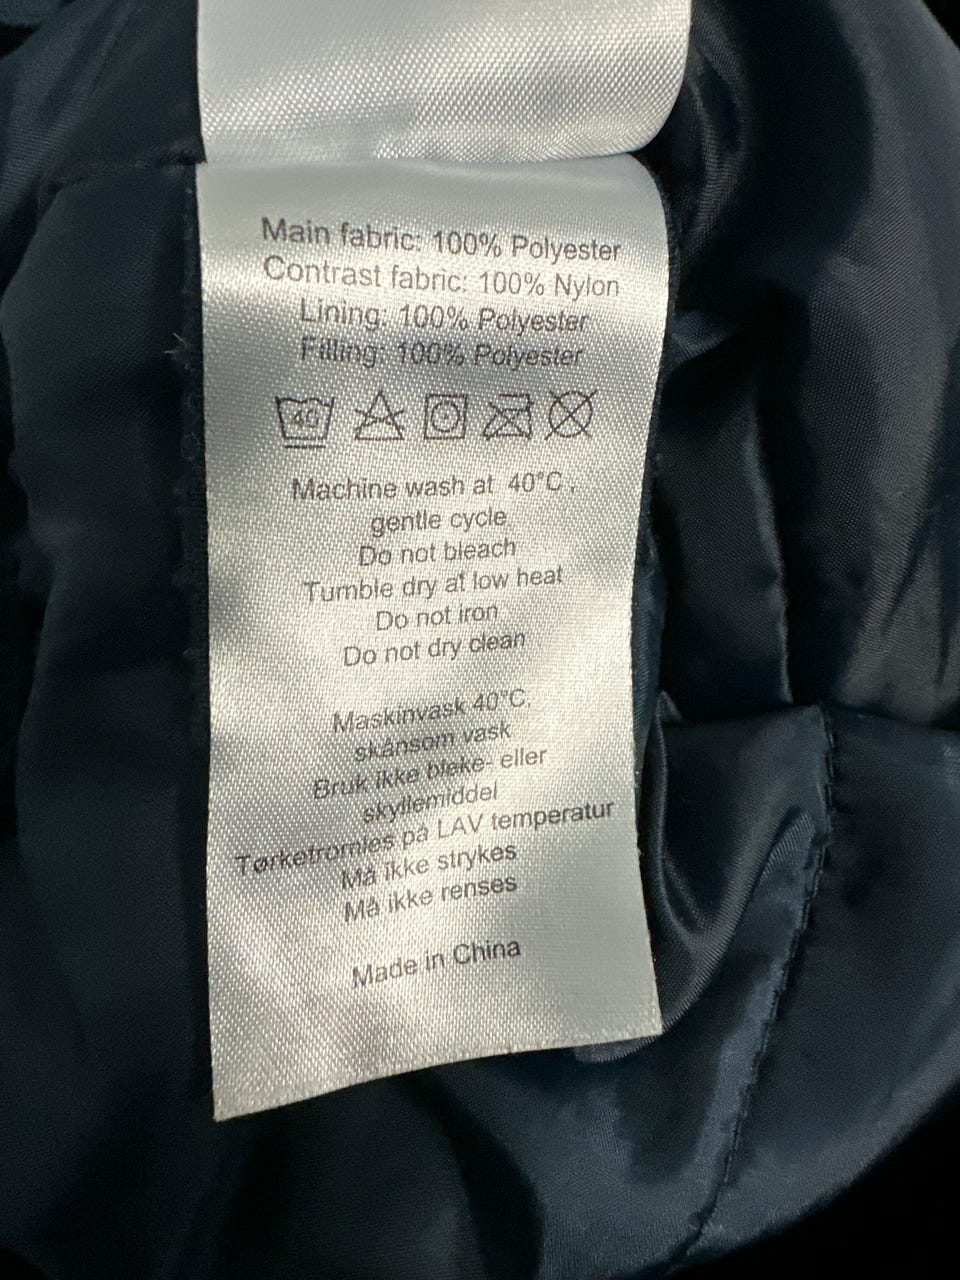 Main fabric: 100% Polyester
Contrast fabric: 100% Nylon
Lining: 100% Polyester
Filling: 100% Polyester
40
Machine wash at 40°C,
gentle cycle
Do not bleach
Tumble dry at low heat
Do not iron
Do not dry clean
Maskinvask 40°C,
skånsom vask
Bruk ikke bleke- eller
skyllemiddel
Tørketromles på LAV temperatur
Må ikke strykes
Må ikke renses
Made in China